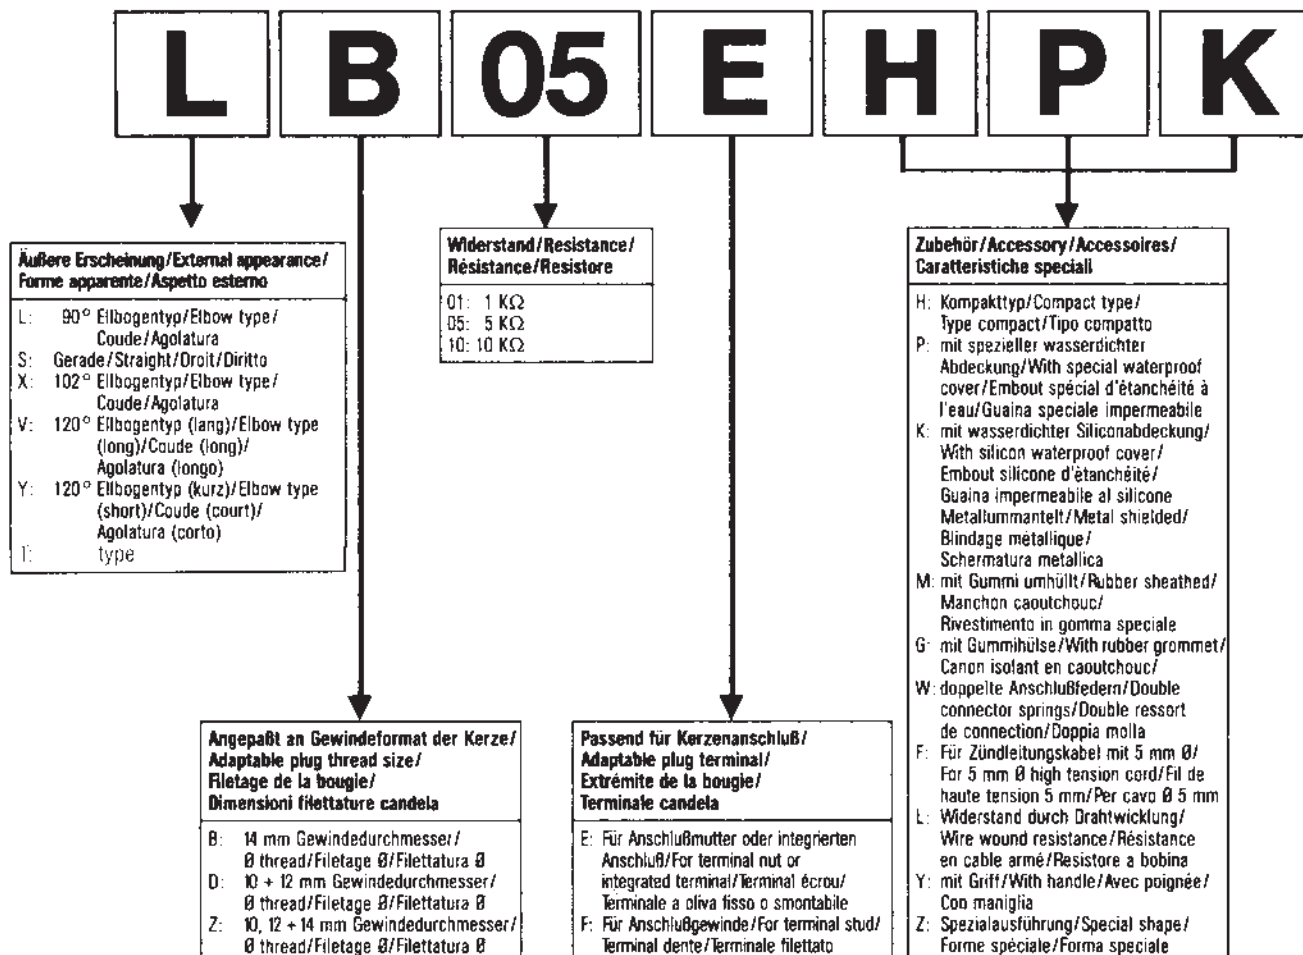 L B 05 E H P K
Äußere Erscheinung/External appearance/
Forme apparente/Aspetto esterno
L: 90° Ellbogentyp/Elbow type/
Coude/Agolatura
S: Gerade/Straight/Droit/Diritto
X: 102° Ellbogentyp/Elbow type/
Coude/Agolatura
V: 120° Ellbogentyp (lang)/Elbow type
(long)/Coude (long)/
Agolatura (longo)
Y: 120° Ellbogentyp (kurz)/Elbow type
(short)/Coude (court)/
Agolatura (corto)
T: type
Widerstand/Resistance/
Résistance/Resistore
01: 1 KΩ
05: 5 KΩ
10: 10 KΩ
Zubehör/Accessory/Accessoires/
Caratteristiche speciali
H: Kompakttyp/Compact type/
Type compact/Tipo compatto
P: mit spezieller wasserdichter
Abdeckung/With special waterproof
cover/Embout spécial d'étanchéité à
l'eau/Guaina speciale impermeabile
K: mit wasserdichter Siliconabdeckung/
With silicon waterproof cover/
Embout silicone d'étanchéité/
Guaina impermeabile al silicone
Metallummantelt/Metal shielded/
Blindage métallique/
Schermatura metallica
M: mit Gummi umhüllt/Rubber sheathed/
Manchon caoutchouc/
Rivestimento in gomma speciale
G: mit Gummihülse/With rubber grommet/
Canon isolant en caoutchouc/
W: doppelte Anschlußfedern/Double
connector springs/Double ressort
de connection/Doppia molla
F: Für Zündleitungskabel mit 5 mm Ø/
For 5 mm Ø high tension cord/Fil de
haute tension 5 mm/Per cavo Ø 5 mm
L: Widerstand durch Drahtwicklung/
Wire wound resistance/Résistance
en cable armé/Resistore a bobina
Y: mit Griff/With handle/Avec poignée/
Con maniglia
Z: Spezialausführung/Special shape/
Forme spéciale/Forma speciale
Angepaßt an Gewindeformat der Kerze/
Adaptable plug thread size/
Filetage de la bougie/
Dimensioni filettature candela
B: 14 mm Gewindedurchmesser/
Ø thread/Filetage Ø/Filettatura Ø
D: 10 + 12 mm Gewindedurchmesser/
Ø thread/Filetage Ø/Filettatura Ø
Z: 10, 12 + 14 mm Gewindedurchmesser/
Ø thread/Filetage Ø/Filettatura Ø
Passend für Kerzenanschluß/
Adaptable plug terminal/
Extrémite de la bougie/
Terminale candela
E: Für Anschlußmutter oder integrierten
Anschluß/For terminal nut or
integrated terminal/Terminal écrou/
Terminale a oliva fisso o smontabile
F: Für Anschlußgewinde/For terminal stud/
Terminal dente/Terminale filettato